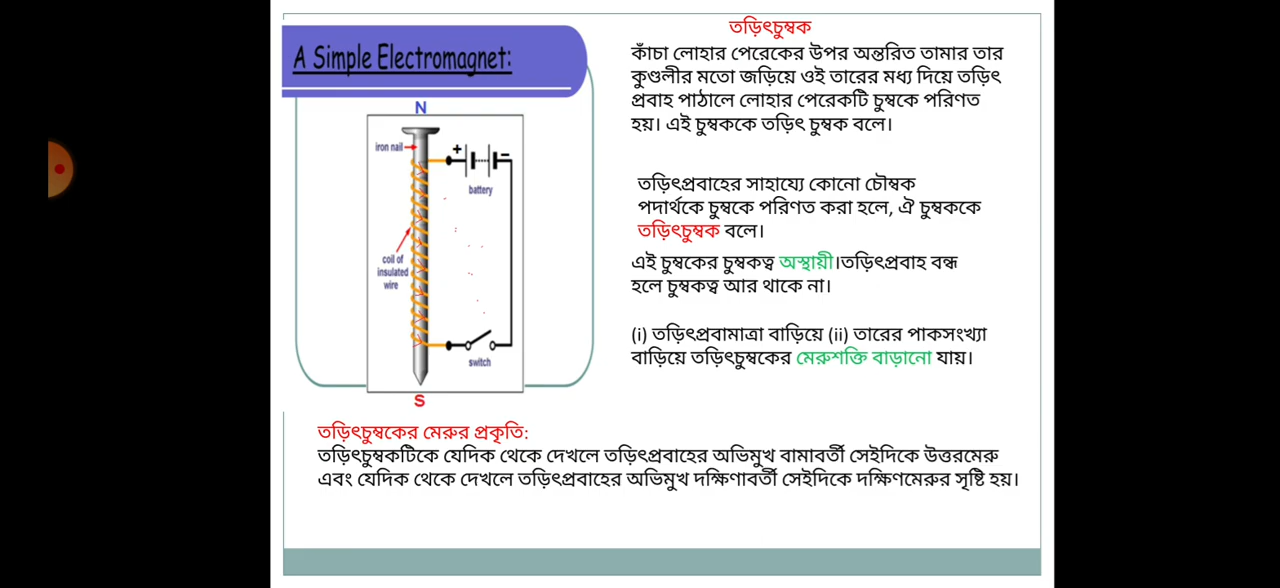 A Simple Electromagnet:
N
iron nail
+
–
battery
coil of
insulated
wire
switch
S
তড়িৎচুম্বক
কাঁচা লোহার পেরেকের উপর অন্তরিত তামার তার
কুণ্ডলীর মতো জড়িয়ে ওই তারের মধ্য দিয়ে তড়িৎ
প্রবাহ পাঠালে লোহার পেরেকটি চুম্বকে পরিণত
হয়। এই চুম্বককে তড়িৎ চুম্বক বলে।
তড়িৎপ্রবাহের সাহায্যে কোনো চৌম্বক
পদার্থকে চুম্বকে পরিণত করা হলে, ঐ চুম্বককে
তড়িৎচুম্বক বলে।
এই চুম্বকের চুম্বকত্ব অস্থায়ী।তড়িৎপ্রবাহ বন্ধ
হলে চুম্বকত্ব আর থাকে না।
(i) তড়িৎপ্রবামাত্রা বাড়িয়ে (ii) তারের পাকসংখ্যা
বাড়িয়ে তড়িৎচুম্বকের মেরুশক্তি বাড়ানো যায়।
তড়িৎচুম্বকের মেরুর প্রকৃতি:
তড়িৎচুম্বকটিকে যেদিক থেকে দেখলে তড়িৎপ্রবাহের অভিমুখ বামাবর্তী সেইদিকে উত্তরমেরু
এবং যেদিক থেকে দেখলে তড়িৎপ্রবাহের অভিমুখ দক্ষিণাবর্তী সেইদিকে দক্ষিণমেরুর সৃষ্টি হয়।